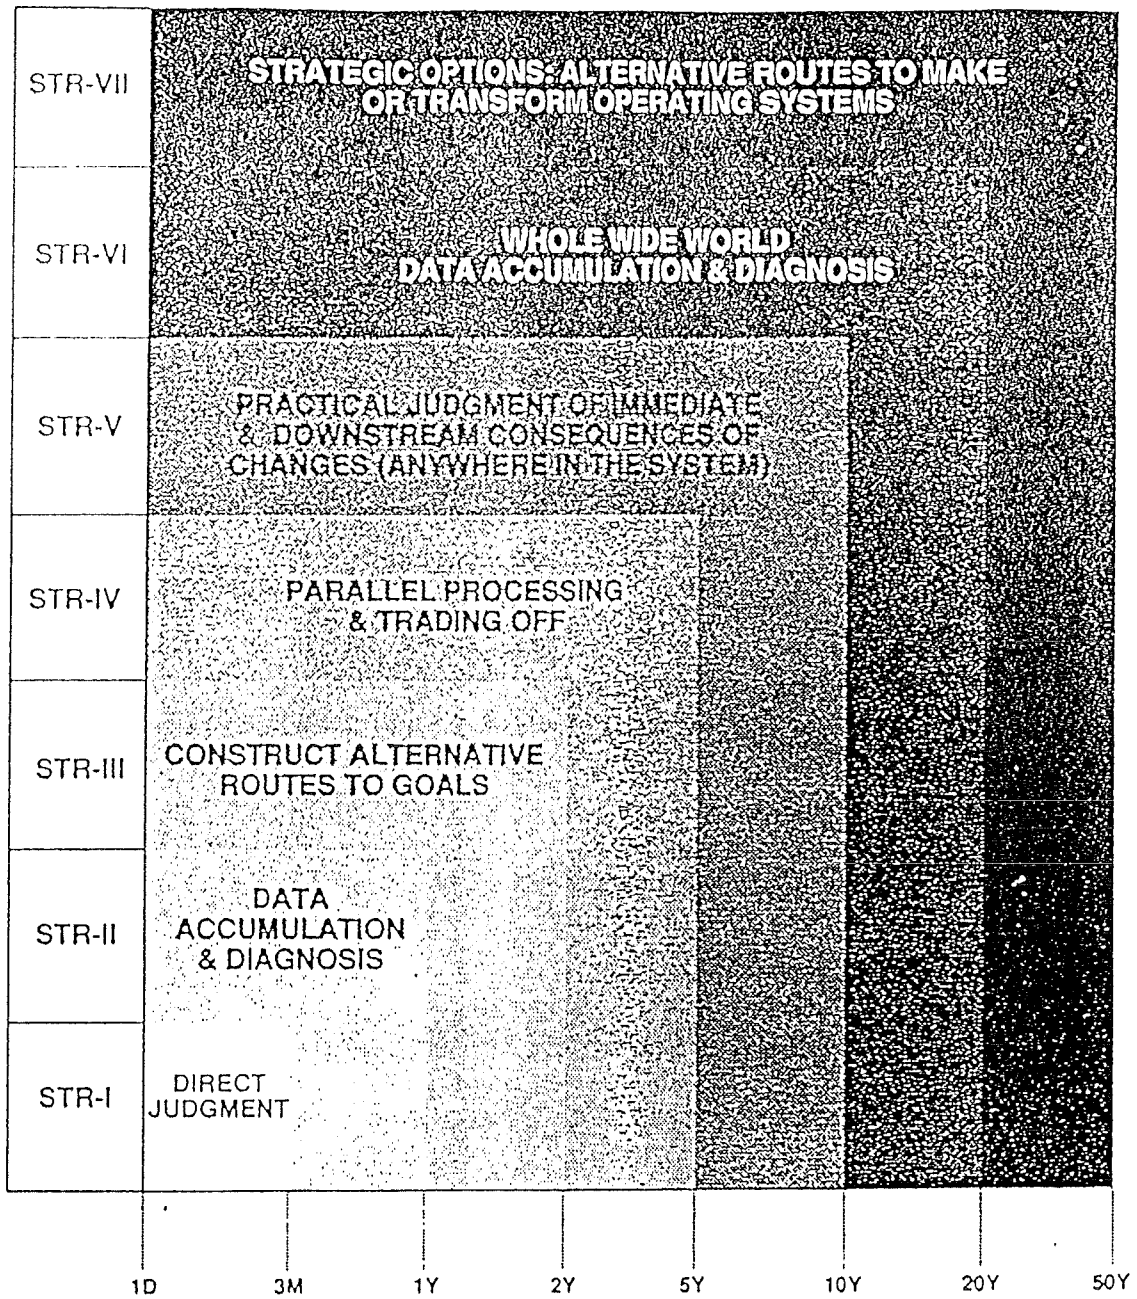 STR-VII
STRATEGIC OPTIONS: ALTERNATIVE ROUTES TO MAKE
OR TRANSFORM OPERATING SYSTEMS
STR-VI
WHOLE WIDE WORLD
DATA ACCUMULATION & DIAGNOSIS
STR-V
PRACTICAL JUDGMENT OF IMMEDIATE
& DOWNSTREAM CONSEQUENCES OF
CHANGES (ANYWHERE IN THE SYSTEM)
STR-IV
PARALLEL PROCESSING
& TRADING OFF
STR-III
CONSTRUCT ALTERNATIVE
ROUTES TO GOALS
STR-II
DATA
ACCUMULATION
& DIAGNOSIS
STR-I
DIRECT
JUDGMENT
1D 3M 1Y 2Y 5Y 10Y 20Y 50Y